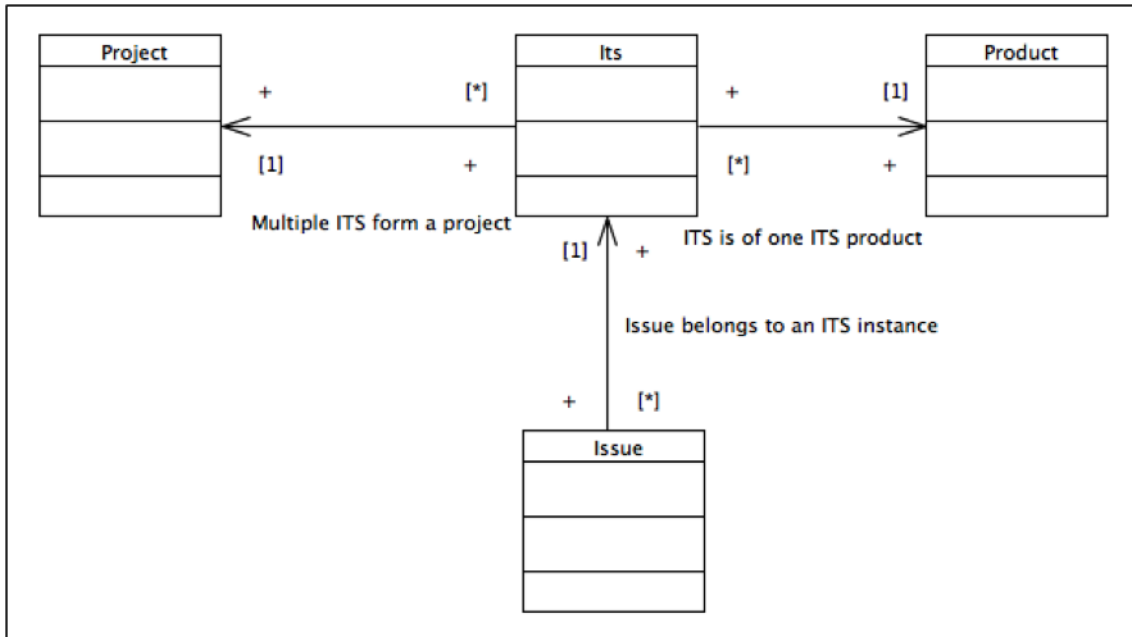 Project
Its
Product
+
[*]
+
[1]
[1]
+
[*]
+
Multiple ITS form a project
ITS is of one ITS product
[1]
+
Issue belongs to an ITS instance
+
[*]
Issue